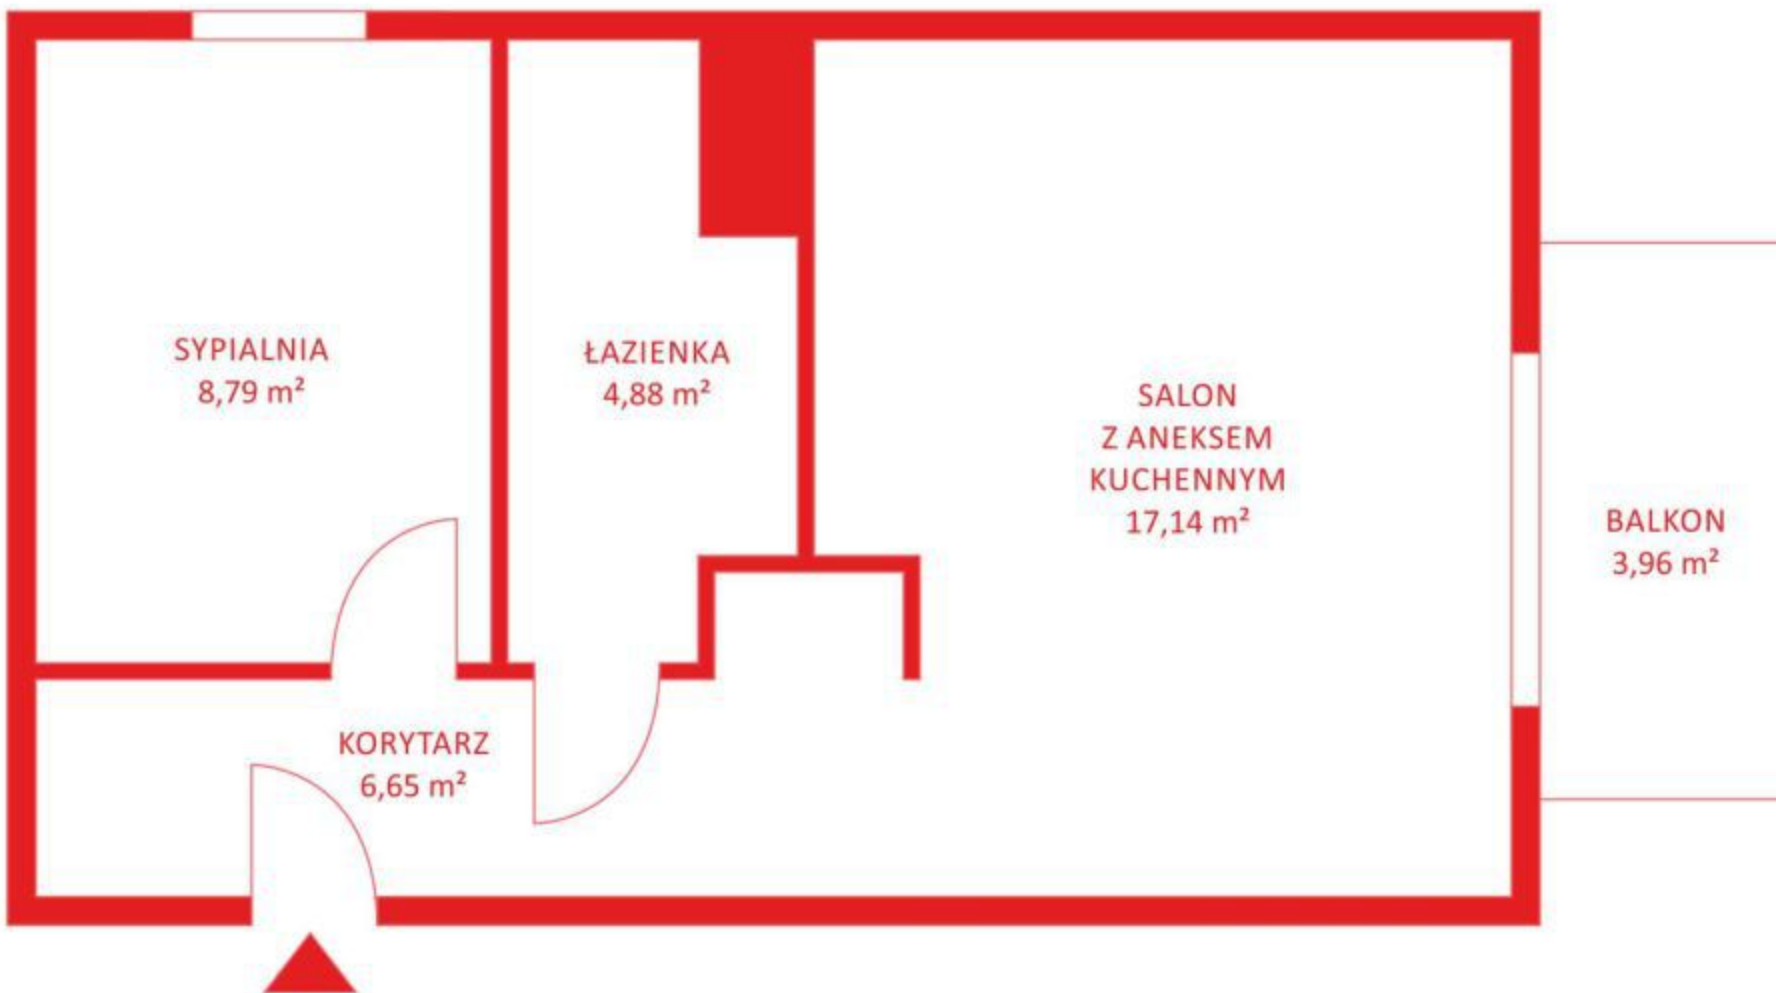 SYPIALNIA
8,79 m²
ŁAZIENKA
4,88 m²
SALON
Z ANEKSEM
KUCHENNYM
17,14 m²
BALKON
3,96 m²
KORYTARZ
6,65 m²